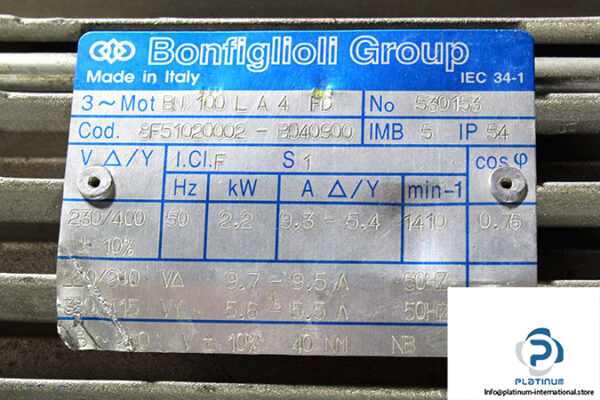 Bonfiglioli Group
Made in Italy IEC 34-1
3~Mot BN 100 L A 4 FD No 530153
Cod. 8F51020002 - B040900 IMB 5 IP 54
V Δ/Y I.Cl.F S1 cosφ
Hz kW A Δ/Y min-1
230/400 50 2.2 9.3 - 5.4 1410 0.75
± 10%
VΔ 9.7 - 9.5 A 50HZ
VY 5.6 - 5.5 A 50HZ
V ± 10% 40 NM NB
PLATINUM
platinum-international.store